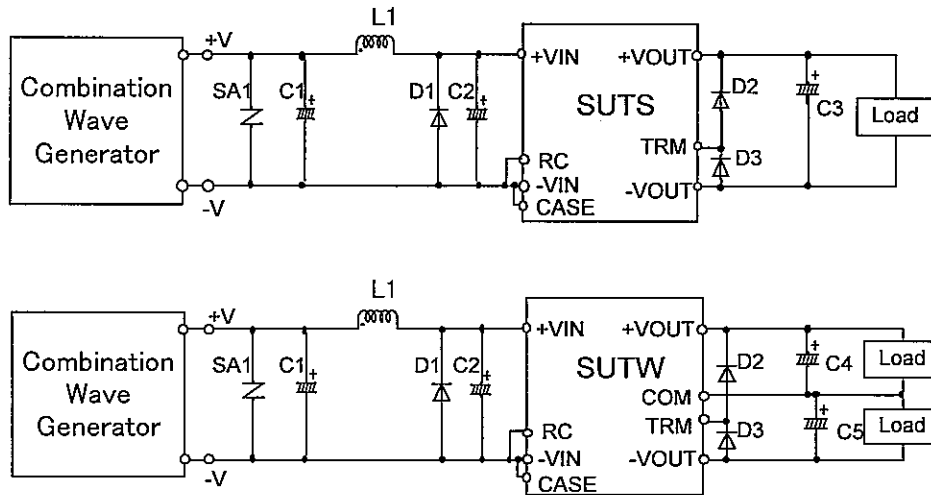 L1
+V
+VIN
+VOUT
Combination
Wave
Generator
SA1
C1
+
D1
C2
+
SUTS
D2
+
C3
Load
TRM
RC
D3
-VIN
-VOUT
-V
CASE
L1
+V
+VIN
+VOUT
Combination
Wave
Generator
SA1
C1
+
D1
C2
+
SUTW
D2
+
C4
Load
COM
TRM
+
RC
D3
C5
Load
-VIN
-VOUT
-V
CASE